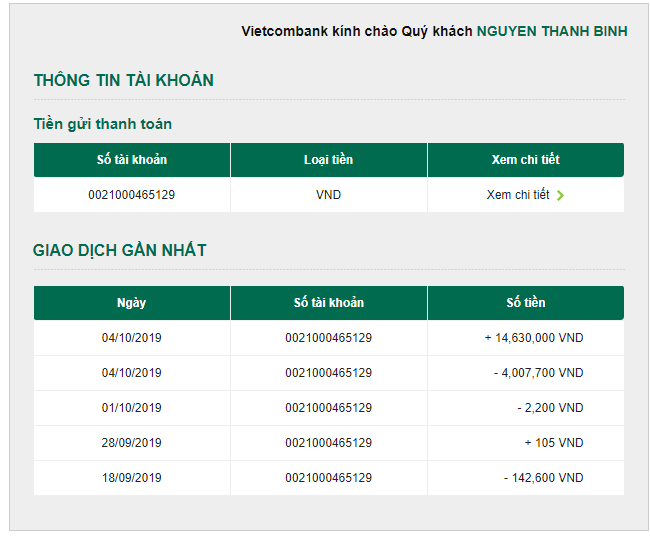 Vietcombank kính chào Quý khách NGUYEN THANH BINH
THÔNG TIN TÀI KHOẢN
Tiền gửi thanh toán
Số tài khoản Loại tiền Xem chi tiết
0021000465129 VND Xem chi tiết
GIAO DỊCH GẦN NHẤT
Ngày Số tài khoản Số tiền
04/10/2019 0021000465129 + 14,630,000 VND
04/10/2019 0021000465129 - 4,007,700 VND
01/10/2019 0021000465129 - 2,200 VND
28/09/2019 0021000465129 + 105 VND
18/09/2019 0021000465129 - 142,600 VND